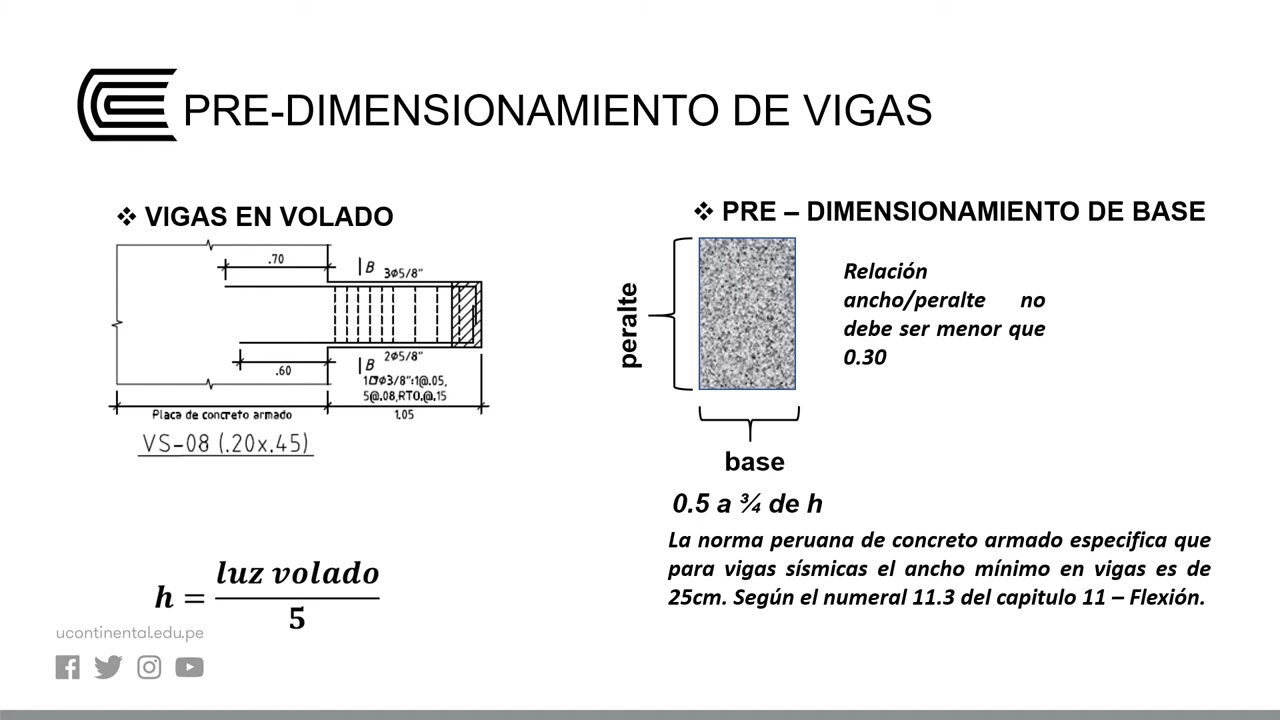 PRE-DIMENSIONAMIENTO DE VIGAS
❖ VIGAS EN VOLADO
.70
B
3Ø5/8"
B
2Ø5/8"
.60
1▢Ø3/8":1@.05,
5@.08,RTO.@.15
Placa de concreto armado
1.05
VS-08 (.20x.45)
h = luz volado / 5
❖ PRE – DIMENSIONAMIENTO DE BASE
peralte
Relación
ancho/peralte no
debe ser menor que
0.30
base
0.5 a ¾ de h
La norma peruana de concreto armado especifica que
para vigas sísmicas el ancho mínimo en vigas es de
25cm. Según el numeral 11.3 del capitulo 11 – Flexión.
ucontinental.edu.pe